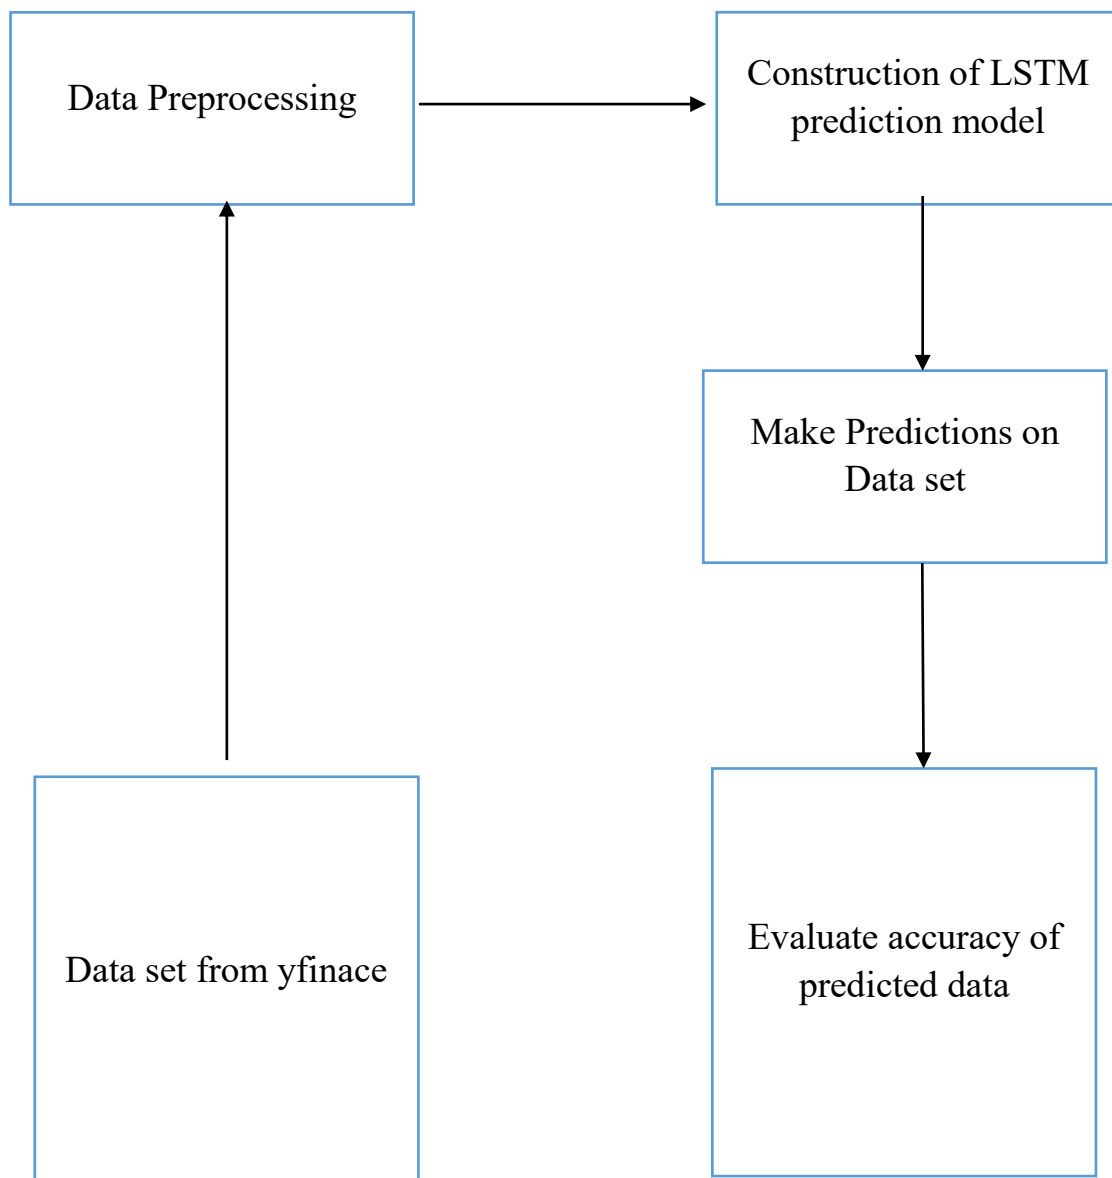 Data Preprocessing
Construction of LSTM
prediction model
Make Predictions on
Data set
Data set from yfinace
Evaluate accuracy of
predicted data